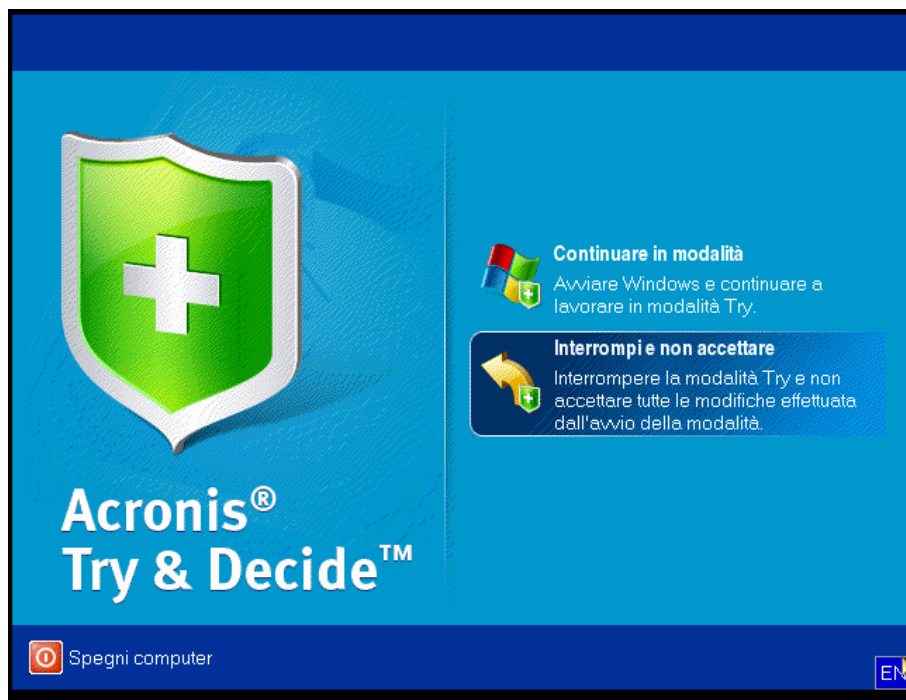 Continuare in modalità
Avviare Windows e continuare a
lavorare in modalità Try.
Interrompi e non accettare
Interrompere la modalità Try e non
accettare tutte le modifiche effettuata
dall'avvio della modalità.
Acronis®
Try & Decide™
Spegni computer
EN